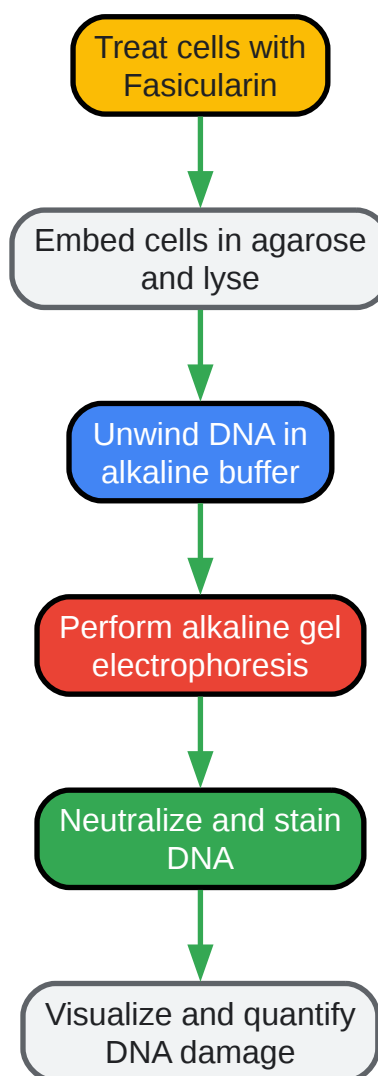 Treat cells with
Fasicularin
Embed cells in agarose
and lyse
Unwind DNA in
alkaline buffer
Perform alkaline gel
electrophoresis
Neutralize and stain
DNA
Visualize and quantify
DNA damage